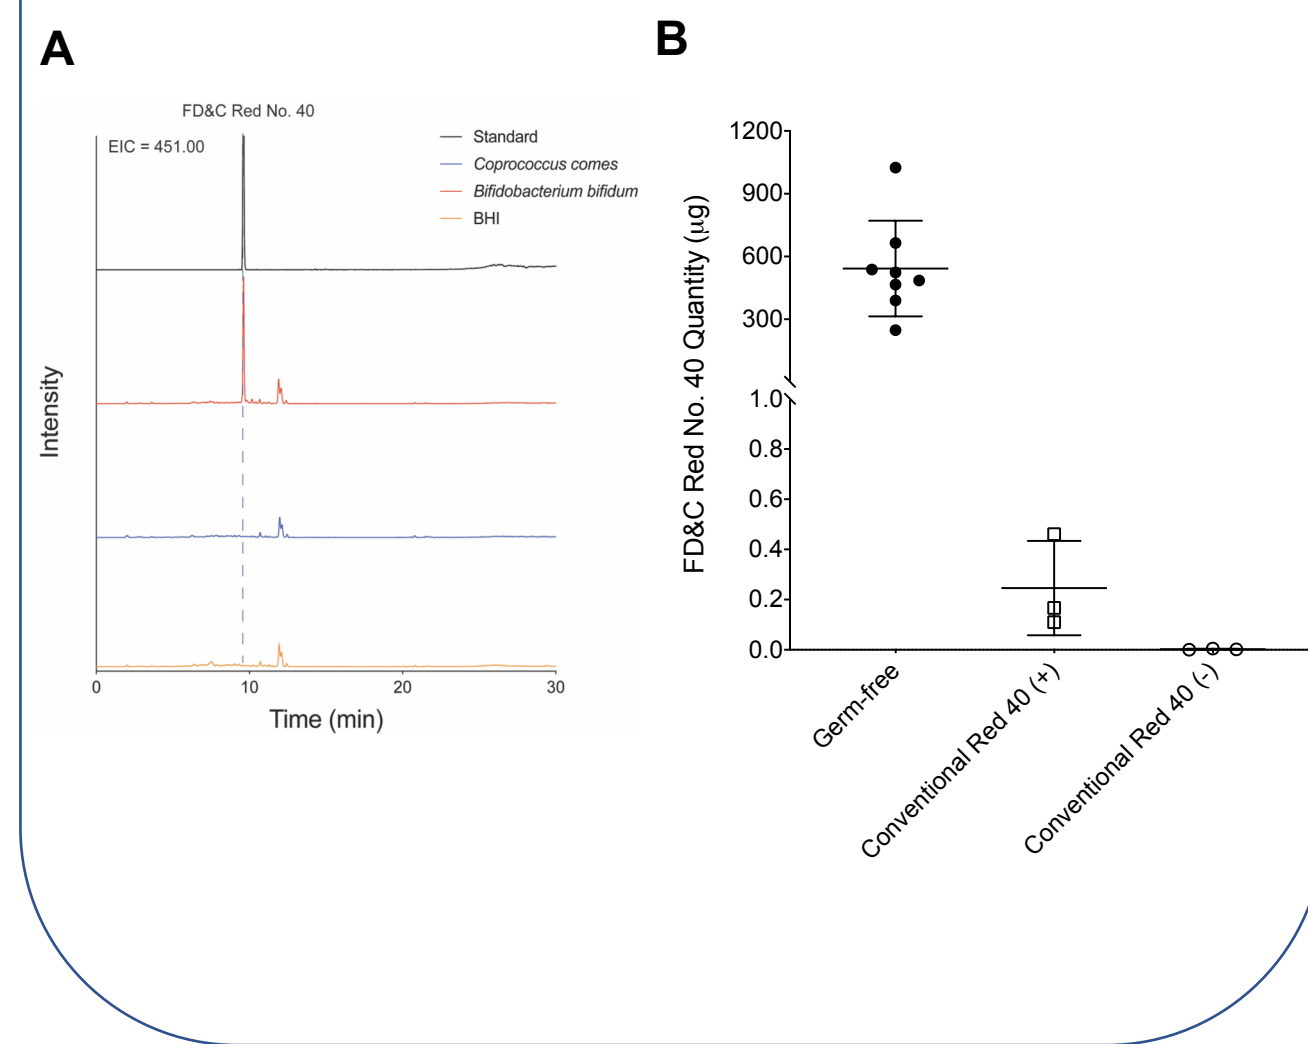 A
FD&C Red No. 40
EIC = 451.00
Standard
Coprococcus comes
Bifidobacterium bifidum
BHI
Intensity
0
10
20
30
Time (min)
B
FD&C Red No. 40 Quantity (μg)
1200
900
600
300
1.0
0.8
0.6
0.4
0.2
0.0
Germ-free
Conventional Red 40 (+)
Conventional Red 40 (-)